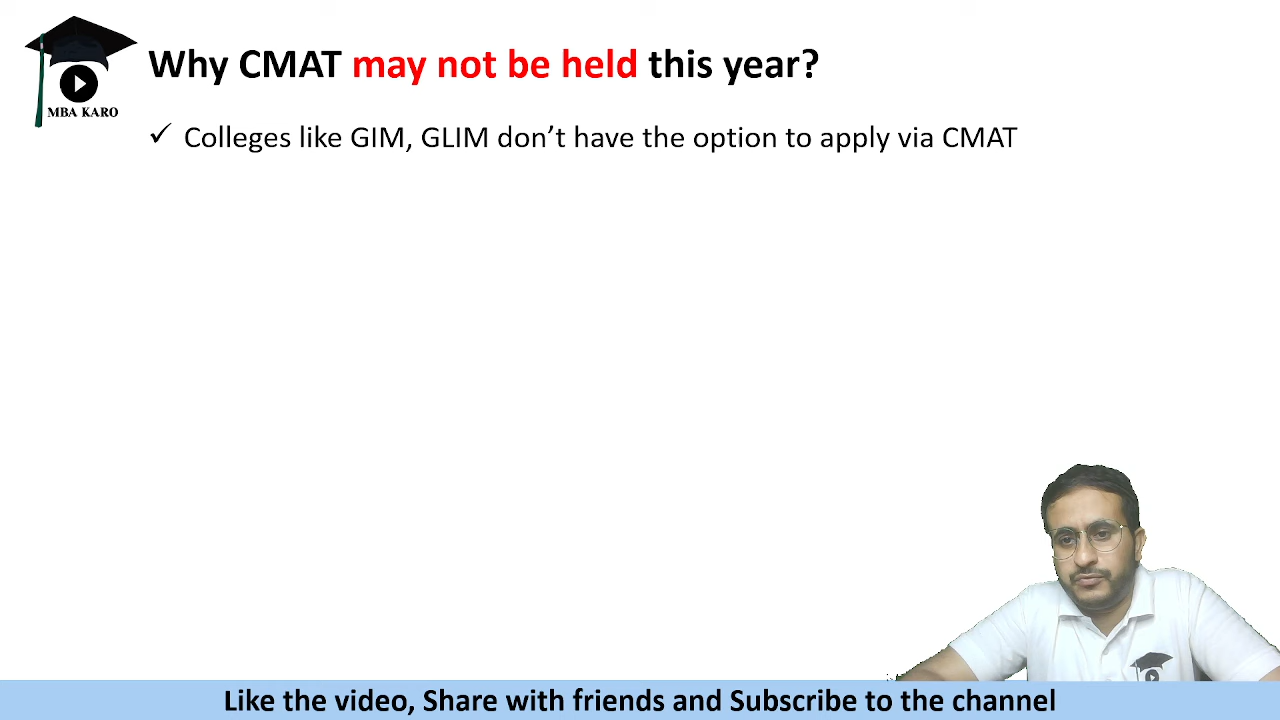 Why CMAT may not be held this year?
MBA KARO
✓ Colleges like GIM, GLIM don’t have the option to apply via CMAT
Like the video, Share with friends and Subscribe to the channel